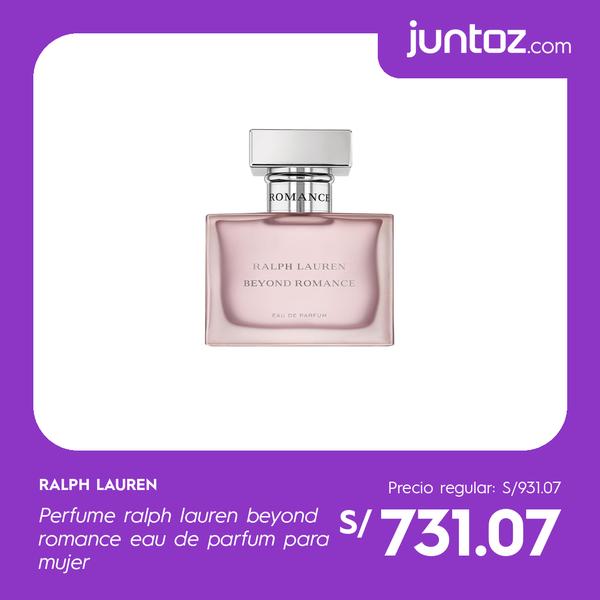 juntoz.com
ROMANCE
RALPH LAUREN
BEYOND ROMANCE
EAU DE PARFUM
RALPH LAUREN
Perfume ralph lauren beyond
romance eau de parfum para
mujer
Precio regular: S/931.07
S/ 731.07